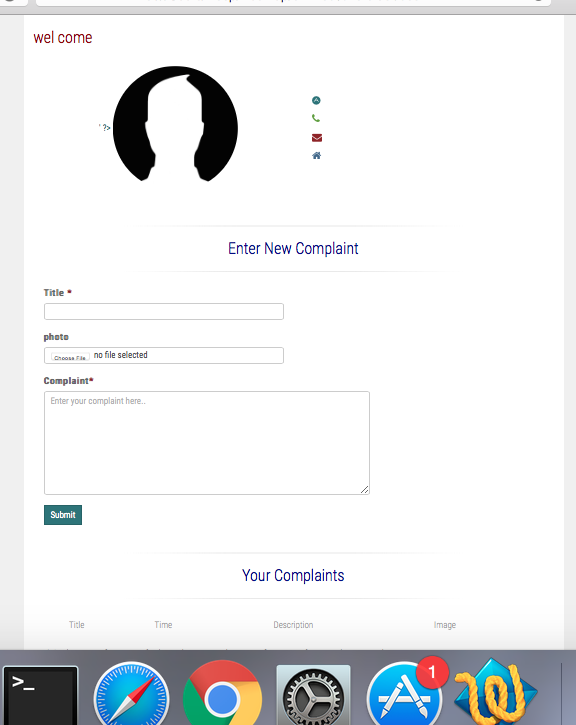 wel come
' ?>
Enter New Complaint
Title *
photo
Choose File no file selected
Complaint*
Enter your complaint here..
Submit
Your Complaints
Title Time Description Image
>_
1